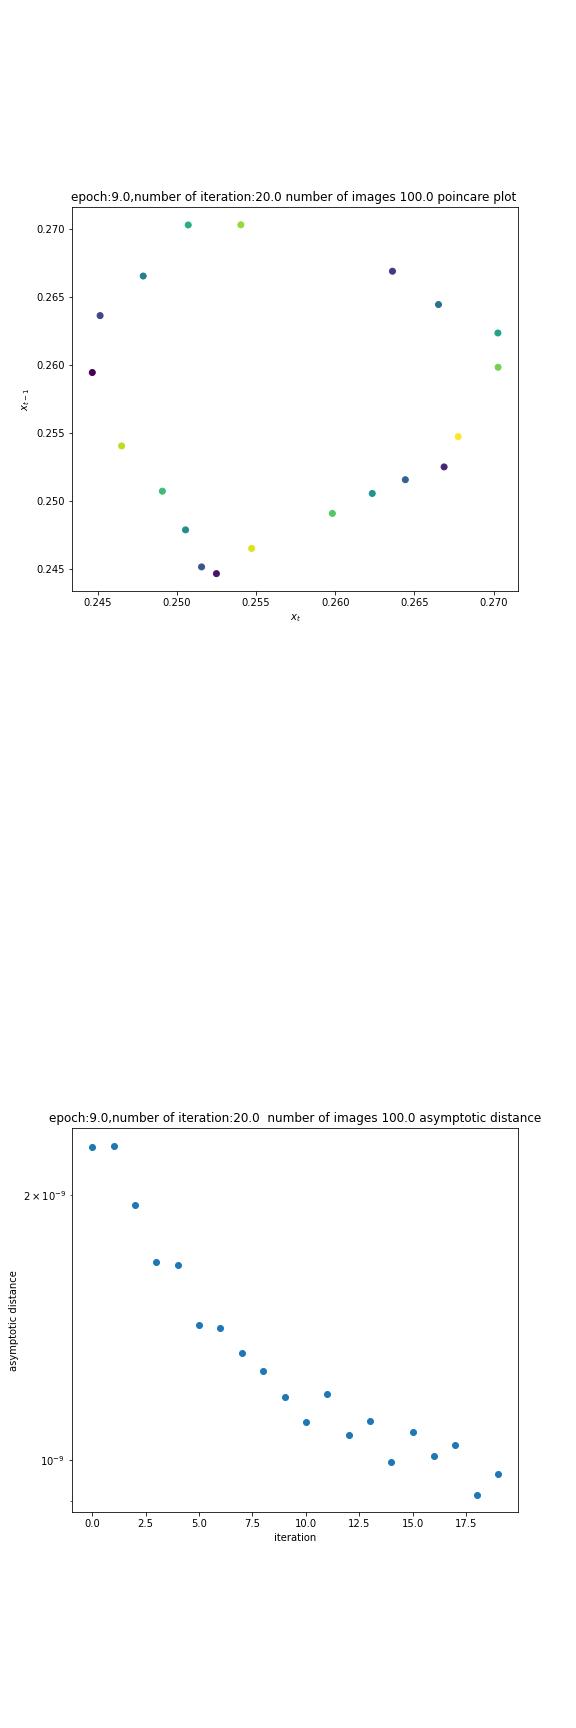 epoch:9.0,number of iteration:20.0 number of images 100.0 poincare plot
0.270
0.265
0.260
0.255
0.250
0.245
x_{t-1}
0.245 0.250 0.255 0.260 0.265 0.270
x_t
epoch:9.0,number of iteration:20.0  number of images 100.0 asymptotic distance
2 × 10^{-9}
10^{-9}
asymptotic distance
0.0 2.5 5.0 7.5 10.0 12.5 15.0 17.5
iteration